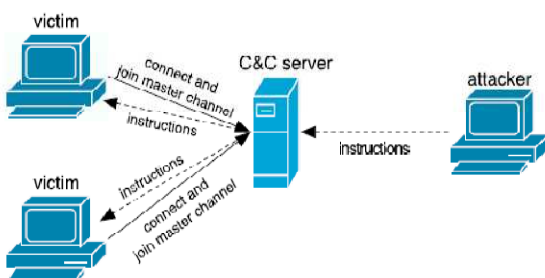 victim
connect and
join master channel
instructions
C&C server
attacker
instructions
victim
instructions
connect and
join master channel